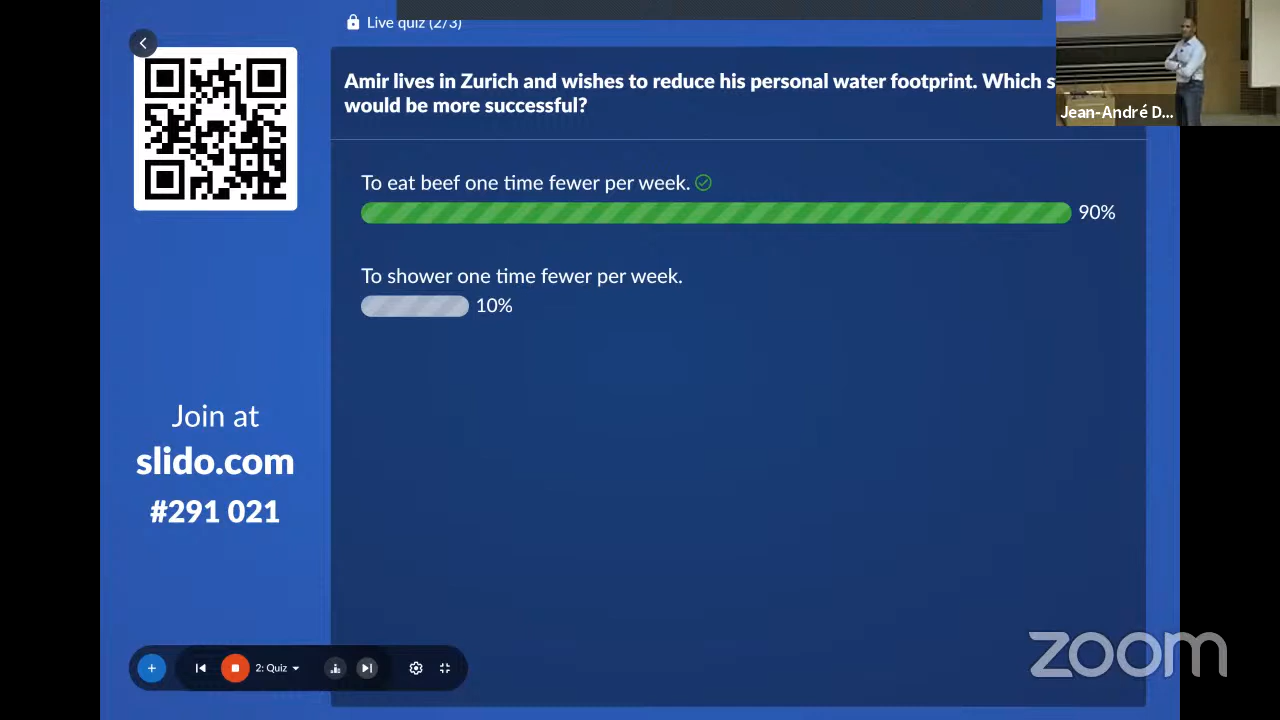 Live quiz (2/3)
Amir lives in Zurich and wishes to reduce his personal water footprint. Which
would be more successful?
Jean-André D...
To eat beef one time fewer per week.
90%
To shower one time fewer per week.
10%
Join at
slido.com
#291 021
2: Quiz
zoom